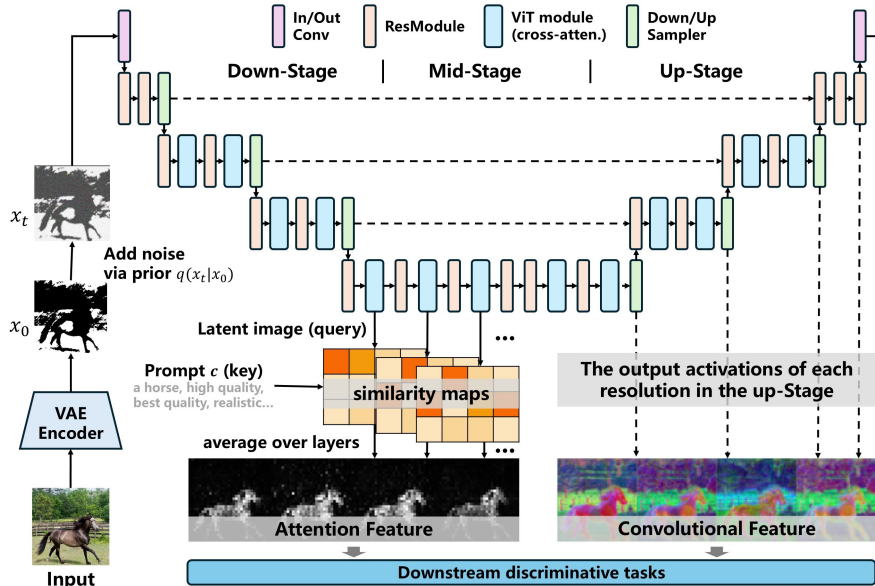 In/Out
Conv
ResModule
ViT module
(cross-atten.)
Down/Up
Sampler
Down-Stage
Mid-Stage
Up-Stage
x_t
Add noise
via prior q(x_t|x_0)
x_0
Latent image (query)
...
Prompt c (key)
a horse, high quality,
best quality, realistic...
similarity maps
The output activations of each
resolution in the up-Stage
VAE
Encoder
average over layers
...
Attention Feature
Convolutional Feature
Input
Downstream discriminative tasks